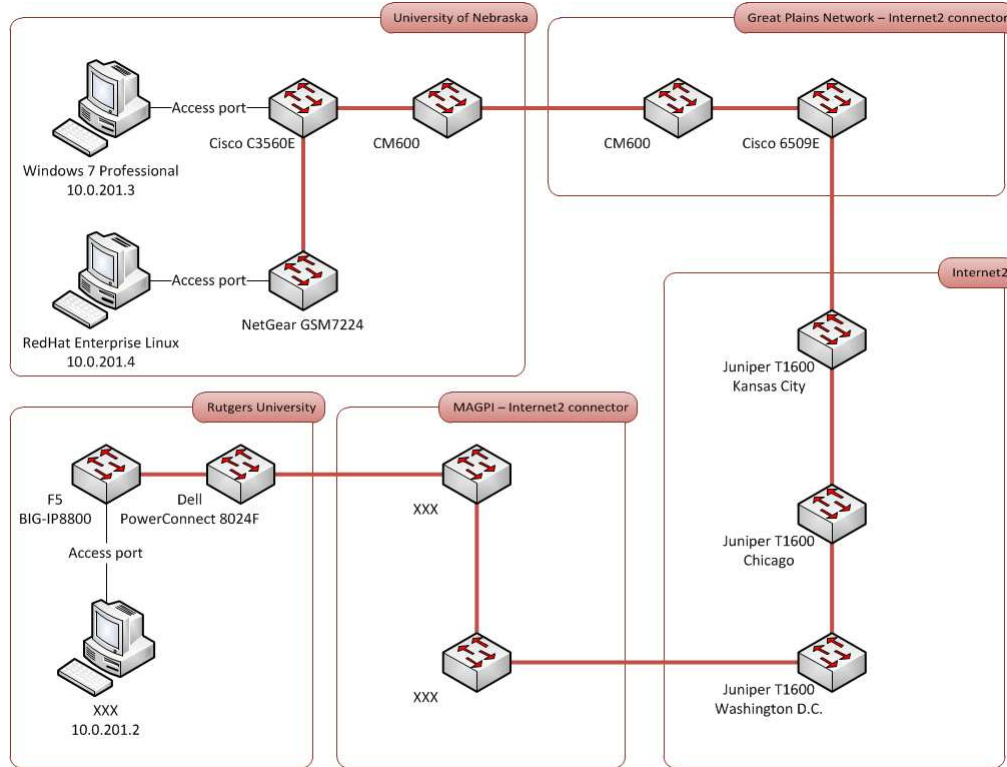 University of Nebraska
Great Plains Network – Internet2 connector
Access port
Cisco C3560E
CM600
CM600
Cisco 6509E
Windows 7 Professional
10.0.201.3
Access port
NetGear GSM7224
RedHat Enterprise Linux
10.0.201.4
Internet2
Juniper T1600
Kansas City
Juniper T1600
Chicago
Juniper T1600
Washington D.C.
Rutgers University
MAGPI – Internet2 connector
F5
BIG-IP8800
Dell
PowerConnect 8024F
XXX
Access port
XXX
XXX
10.0.201.2